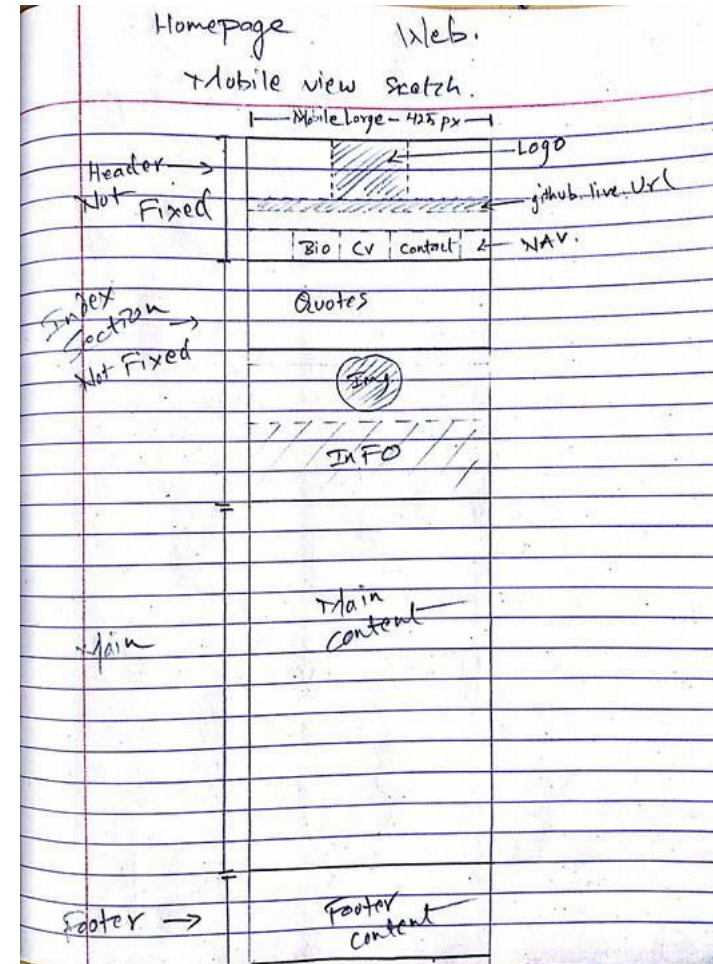 Homepage Web.
Mobile view Sketch.
Mobile Large - 425 px
Logo
Header
Not Fixed
github.live.Url
Bio Cv Contact
NAV.
Quotes
Index
Section
Not Fixed
Img
InFO
Main
content
Main
Footer
Footer
content